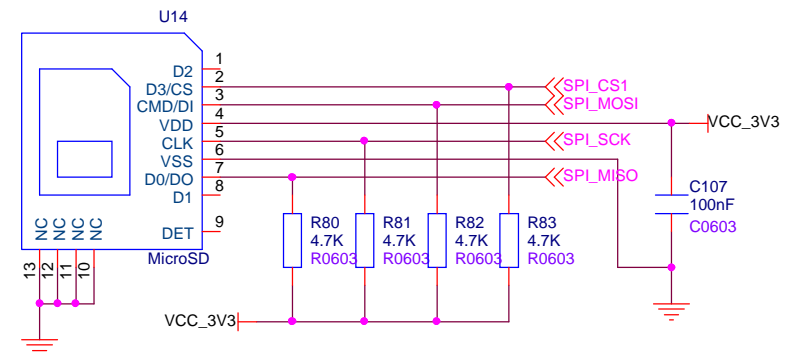 U14
D2 1
D3/CS 2 SPI_CS1
CMD/DI 3 SPI_MOSI
VDD 4 VCC_3V3
CLK 5 SPI_SCK
VSS 6
D0/DO 7 SPI_MISO
D1 8
DET 9
NC NC NC NC
MicroSD
13 12 11 10
C107
100nF
C0603
R80 R81 R82 R83
4.7K 4.7K 4.7K 4.7K
R0603 R0603 R0603 R0603
VCC_3V3